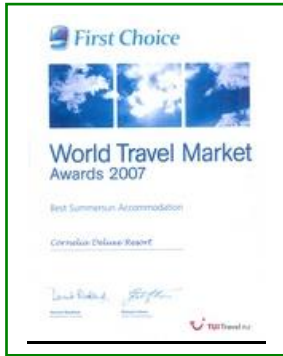 First Choice
World Travel Market
Awards 2007
Best Summersun Accommodation
Cornelia Deluxe Resort
TUI Travel PLC